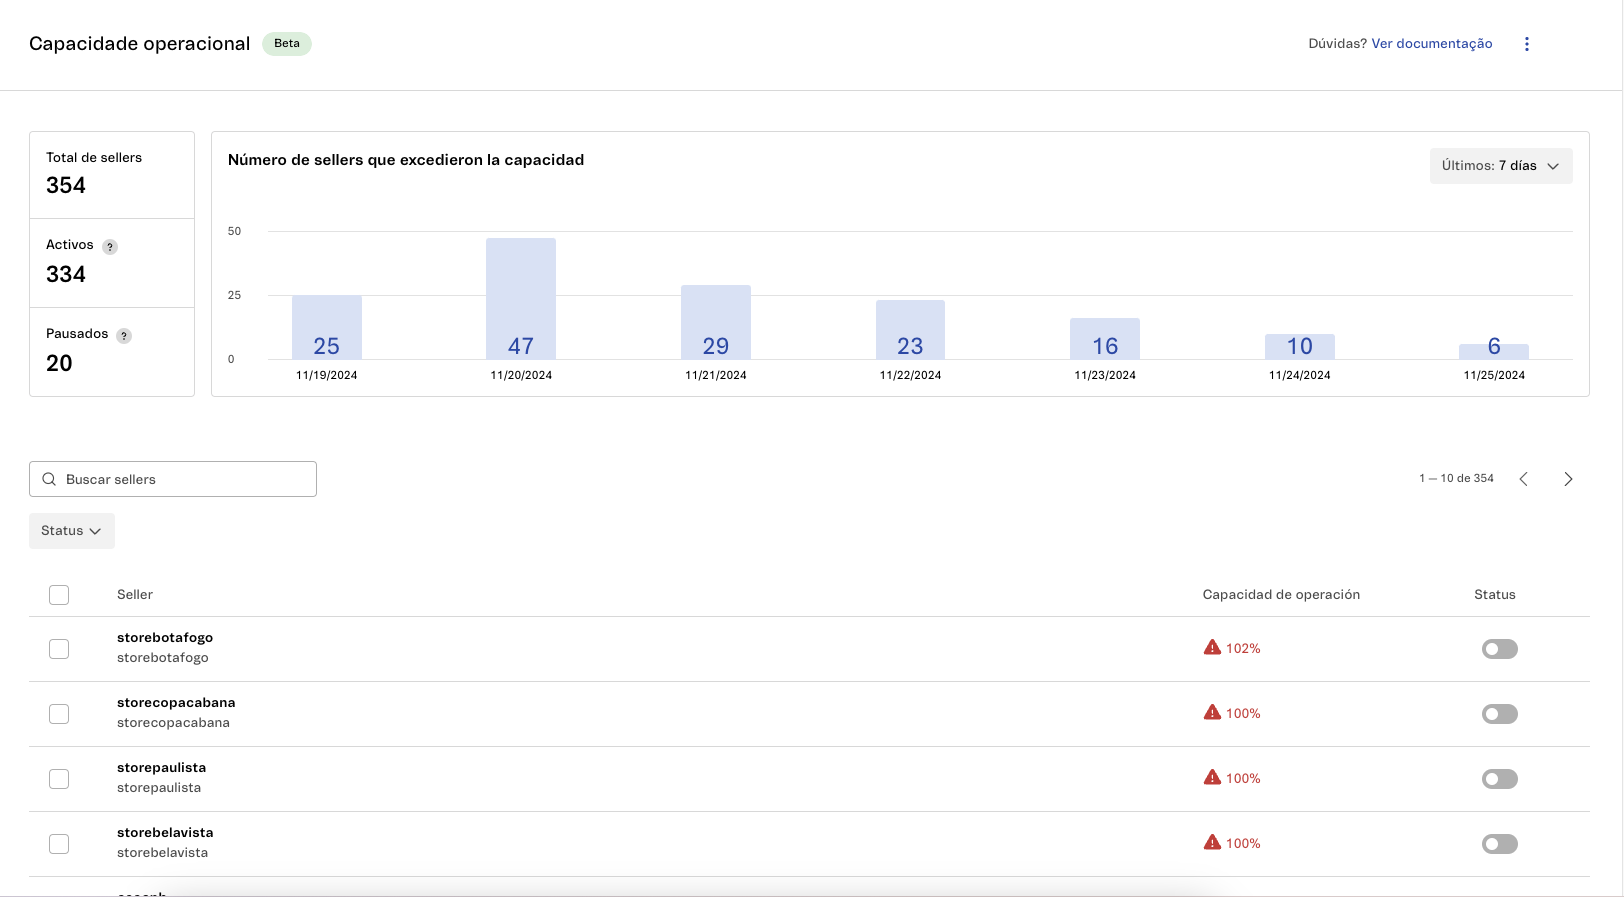 Capacidade operacional Beta
Dúvidas? Ver documentação
Total de sellers
354
Activos ?
334
Pausados ?
20
Número de sellers que excedieron la capacidad
Últimos: 7 días
50
25
0
25 47 29 23 16 10 6
11/19/2024 11/20/2024 11/21/2024 11/22/2024 11/23/2024 11/24/2024 11/25/2024
Buscar sellers
1 — 10 de 354
Status
Seller Capacidad de operación Status
storebotafogo
storebotafogo
102%
storecopacabana
storecopacabana
100%
storepaulista
storepaulista
100%
storebelavista
storebelavista
100%